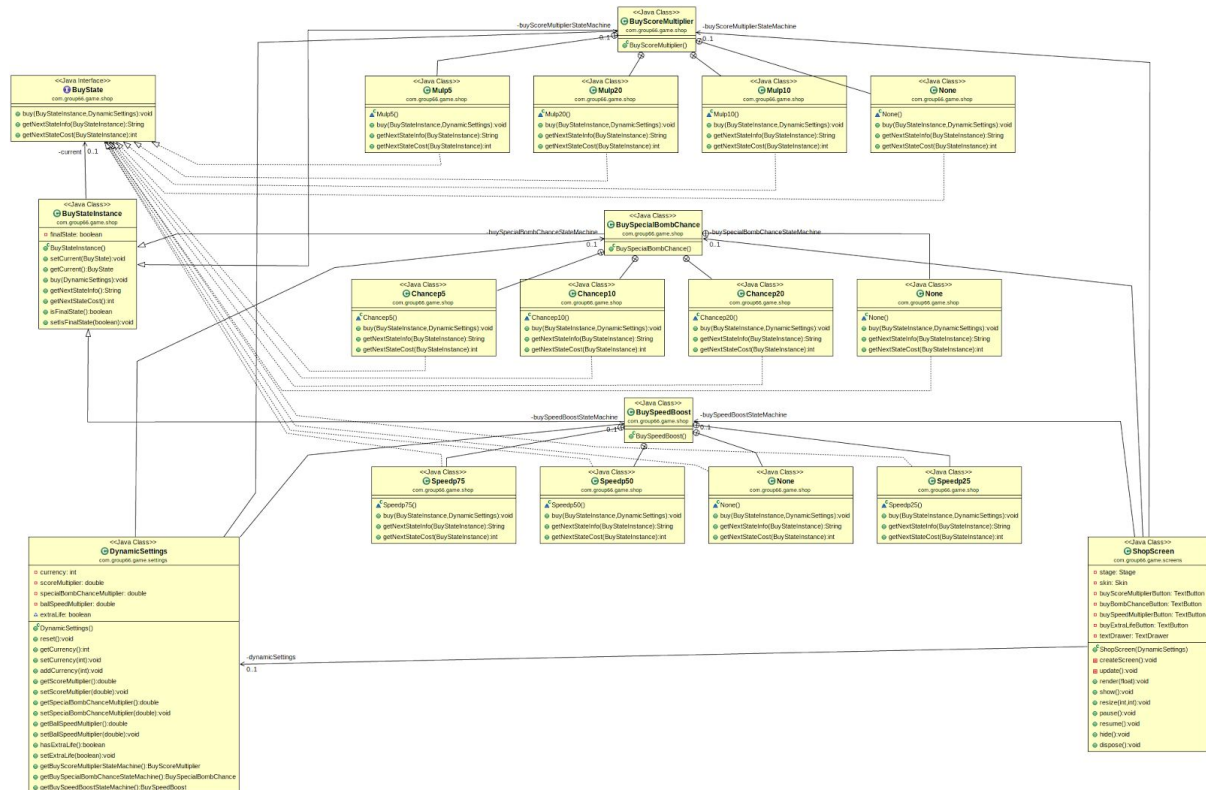 <<Java Class>>
BuyScoreMultiplier
com.group66.game.shop
BuyScoreMultiplier()
-buyScoreMultiplierStateMachine
0..1
-buyScoreMultiplierStateMachine
0..1
<<Java Interface>>
BuyState
com.group66.game.shop
buy(BuyStateInstance,DynamicSettings):void
getNextStateInfo(BuyStateInstance):String
getNextStateCost(BuyStateInstance):int
<<Java Class>>
Mulp5
com.group66.game.shop
Mulp5()
buy(BuyStateInstance,DynamicSettings):void
getNextStateInfo(BuyStateInstance):String
getNextStateCost(BuyStateInstance):int
<<Java Class>>
Mulp20
com.group66.game.shop
Mulp20()
buy(BuyStateInstance,DynamicSettings):void
getNextStateInfo(BuyStateInstance):String
getNextStateCost(BuyStateInstance):int
<<Java Class>>
Mulp10
com.group66.game.shop
Mulp10()
buy(BuyStateInstance,DynamicSettings):void
getNextStateInfo(BuyStateInstance):String
getNextStateCost(BuyStateInstance):int
<<Java Class>>
None
com.group66.game.shop
None()
buy(BuyStateInstance,DynamicSettings):void
getNextStateInfo(BuyStateInstance):String
getNextStateCost(BuyStateInstance):int
-current
0..1
<<Java Class>>
BuyStateInstance
com.group66.game.shop
finalState: boolean
BuyStateInstance()
setCurrent(BuyState):void
getCurrent():BuyState
buy(DynamicSettings):void
getNextStateInfo():String
getNextStateCost():int
isFinalState():boolean
setIsFinalState(boolean):void
<<Java Class>>
BuySpecialBombChance
com.group66.game.shop
BuySpecialBombChance()
-buySpecialBombChanceStateMachine
0..1
-buySpecialBombChanceStateMachine
0..1
<<Java Class>>
Chancep5
com.group66.game.shop
Chancep5()
buy(BuyStateInstance,DynamicSettings):void
getNextStateInfo(BuyStateInstance):String
getNextStateCost(BuyStateInstance):int
<<Java Class>>
Chancep10
com.group66.game.shop
Chancep10()
buy(BuyStateInstance,DynamicSettings):void
getNextStateInfo(BuyStateInstance):String
getNextStateCost(BuyStateInstance):int
<<Java Class>>
Chancep20
com.group66.game.shop
Chancep20()
buy(BuyStateInstance,DynamicSettings):void
getNextStateInfo(BuyStateInstance):String
getNextStateCost(BuyStateInstance):int
<<Java Class>>
None
com.group66.game.shop
None()
buy(BuyStateInstance,DynamicSettings):void
getNextStateInfo(BuyStateInstance):String
getNextStateCost(BuyStateInstance):int
<<Java Class>>
BuySpeedBoost
com.group66.game.shop
BuySpeedBoost()
-buySpeedBoostStateMachine
0..1
-buySpeedBoostStateMachine
0..1
<<Java Class>>
Speedp75
com.group66.game.shop
Speedp75()
buy(BuyStateInstance,DynamicSettings):void
getNextStateInfo(BuyStateInstance):String
getNextStateCost(BuyStateInstance):int
<<Java Class>>
Speedp50
com.group66.game.shop
Speedp50()
buy(BuyStateInstance,DynamicSettings):void
getNextStateInfo(BuyStateInstance):String
getNextStateCost(BuyStateInstance):int
<<Java Class>>
None
com.group66.game.shop
None()
buy(BuyStateInstance,DynamicSettings):void
getNextStateInfo(BuyStateInstance):String
getNextStateCost(BuyStateInstance):int
<<Java Class>>
Speedp25
com.group66.game.shop
Speedp25()
buy(BuyStateInstance,DynamicSettings):void
getNextStateInfo(BuyStateInstance):String
getNextStateCost(BuyStateInstance):int
<<Java Class>>
DynamicSettings
com.group66.game.settings
currency: int
scoreMultiplier: double
specialBombChanceMultiplier: double
ballSpeedMultiplier: double
extraLife: boolean
DynamicSettings()
reset():void
getCurrency():int
setCurrency(int):void
addCurrency(int):void
getScoreMultiplier():double
setScoreMultiplier(double):void
getSpecialBombChanceMultiplier():double
setSpecialBombChanceMultiplier(double):void
getBallSpeedMultiplier():double
setBallSpeedMultiplier(double):void
hasExtraLife():boolean
setExtraLife(boolean):void
getBuyScoreMultiplierStateMachine():BuyScoreMultiplier
getBuySpecialBombChanceStateMachine():BuySpecialBombChance
getBuySpeedBoostStateMachine():BuySpeedBoost
-dynamicSettings
0..1
<<Java Class>>
ShopScreen
com.group66.game.screens
stage: Stage
skin: Skin
buyScoreMultiplierButton: TextButton
buyBombChanceButton: TextButton
buySpeedMultiplierButton: TextButton
buyExtraLifeButton: TextButton
textDrawer: TextDrawer
ShopScreen(DynamicSettings)
createScreen():void
update():void
render(float):void
show():void
resize(int,int):void
pause():void
resume():void
hide():void
dispose():void